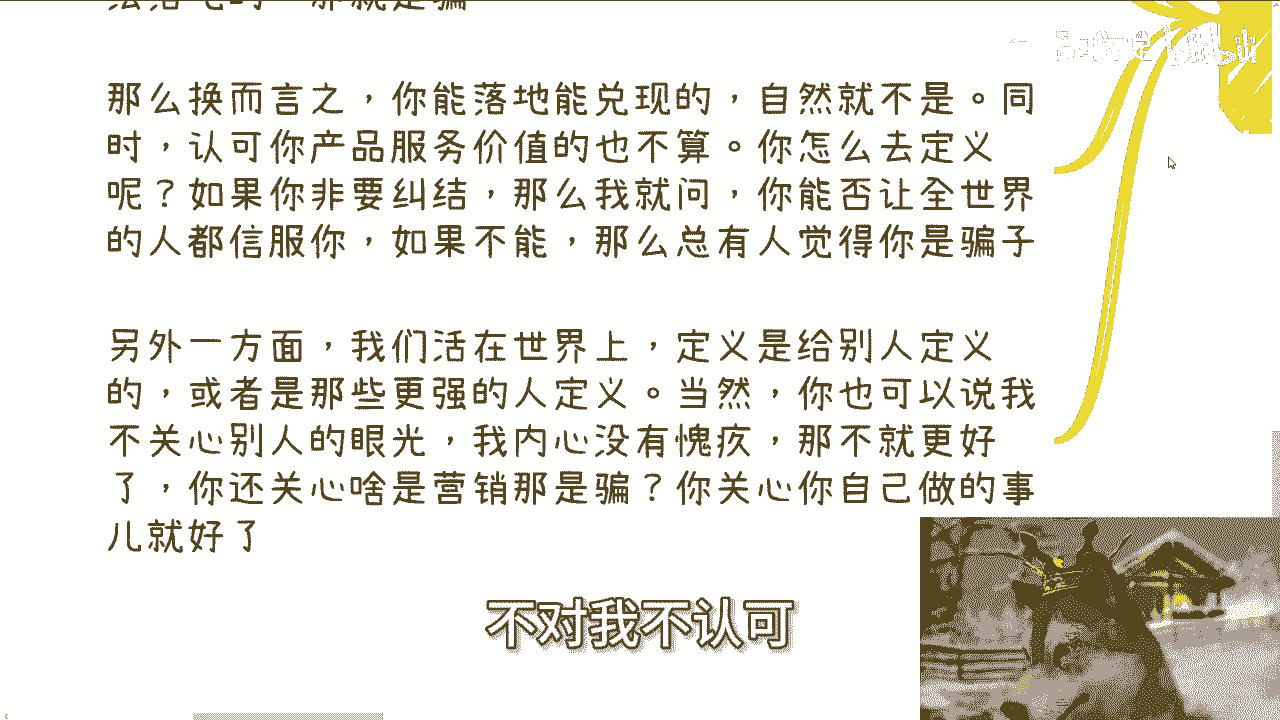 那么换而言之，你能落地能兑现的，自然就不是。同
时，认可你产品服务价值的也不算。你怎么去定义
呢？如果你非要纠结，那么我就问，你能否让全世界
的人都信服你，如果不能，那么总有人觉得你是骗子
另外一方面，我们活在世界上，定义是给别人定义
的，或者是那些更强的人定义。当然，你也可以说我
不关心别人的眼光，我内心没有愧疚，那不就更好
了，你还关心啥是营销那是骗？你关心你自己做的事
儿就好了
不对我不认可